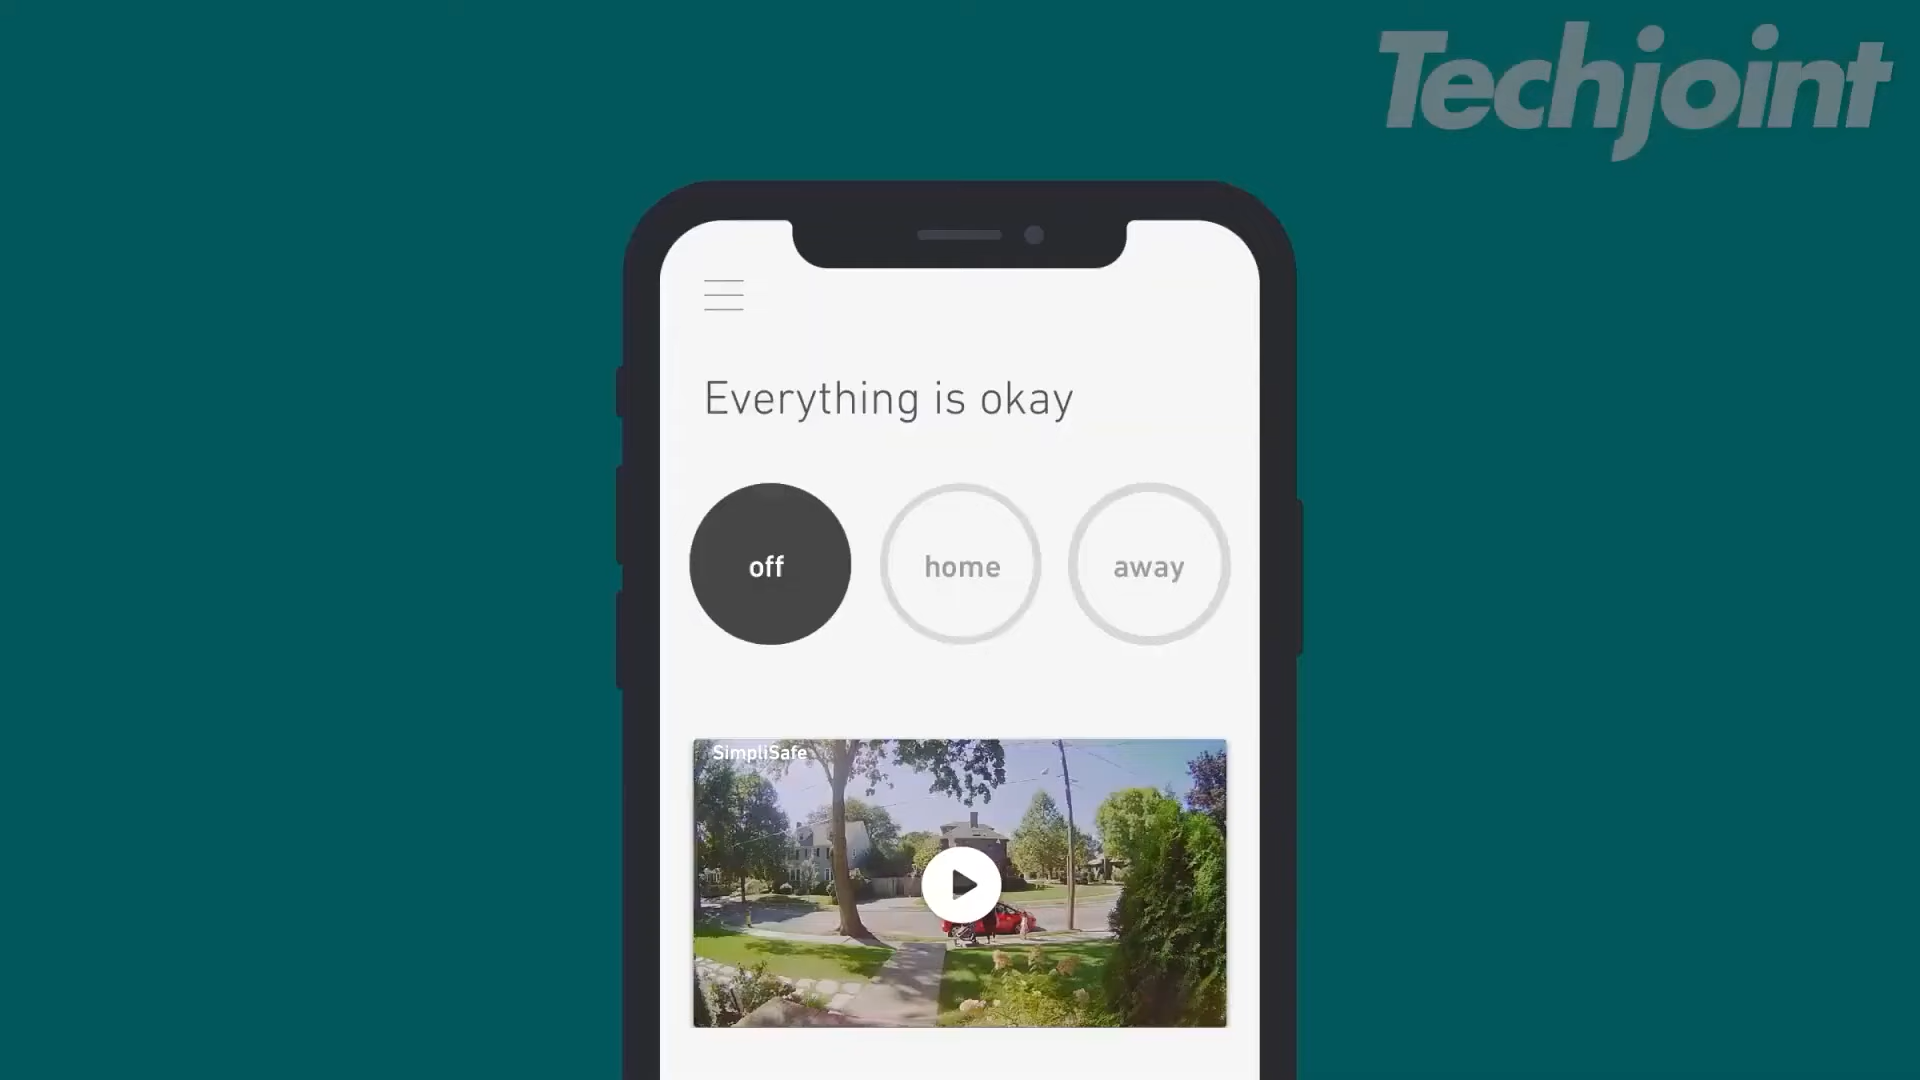 Techjoint
Everything is okay
off
home
away
SimpliSafe